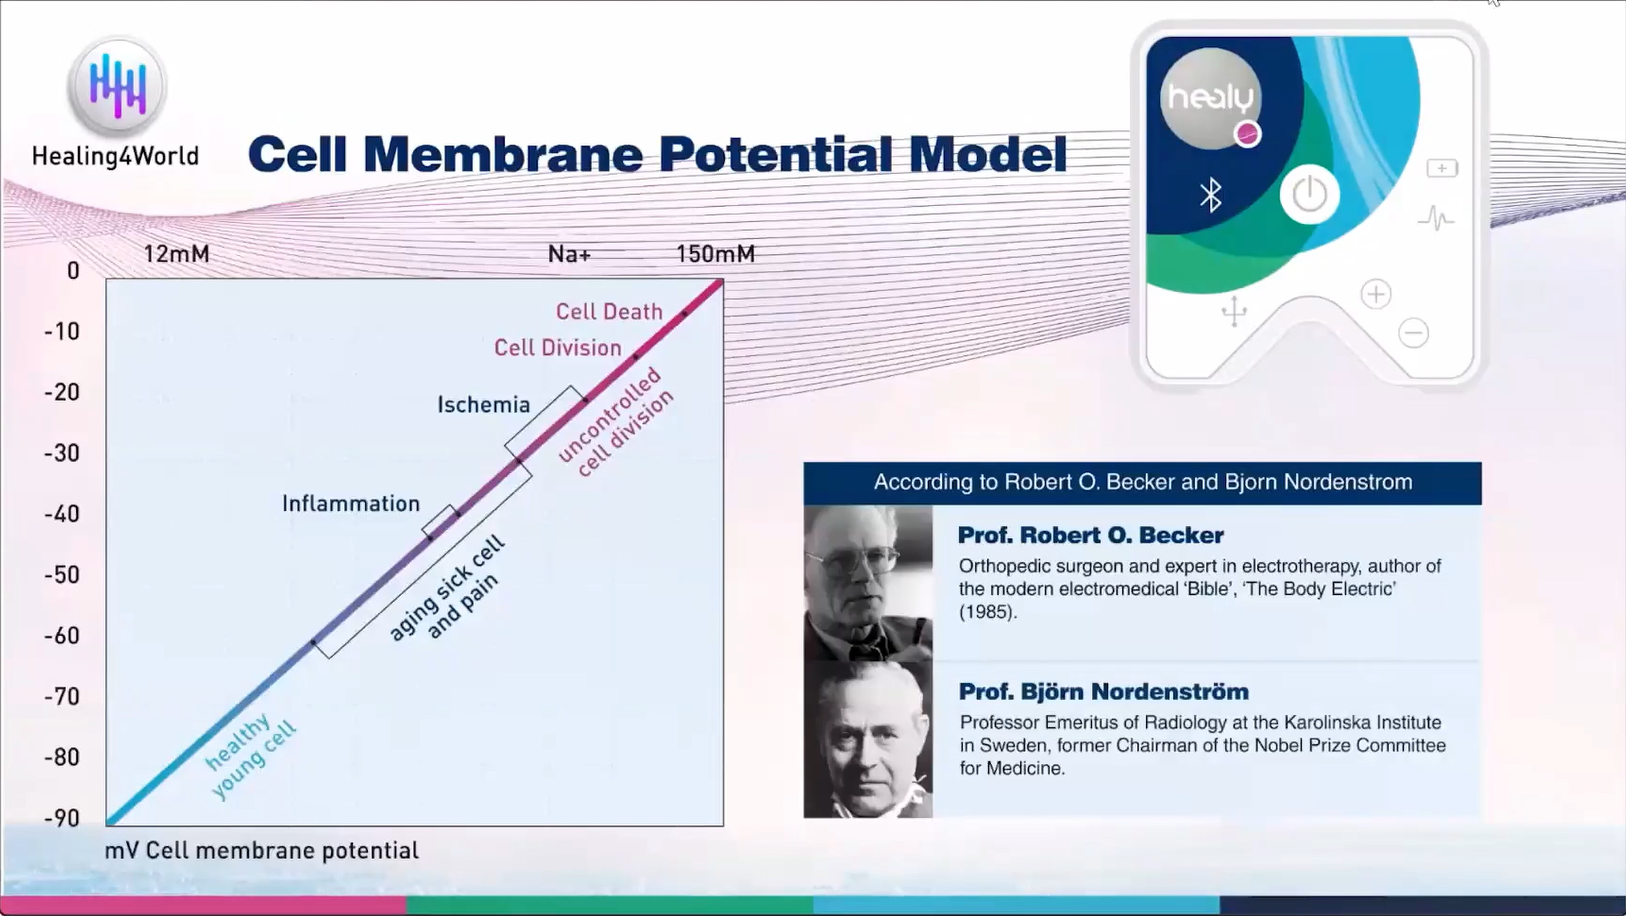 Healing4World
Cell Membrane Potential Model
healy
12mM
Na+
150mM
0
-10
-20
-30
-40
-50
-60
-70
-80
-90
Cell Death
Cell Division
Ischemia
uncontrolled
cell division
Inflammation
aging sick cell
and pain
healthy
young cell
mV Cell membrane potential
According to Robert O. Becker and Bjorn Nordenstrom
Prof. Robert O. Becker
Orthopedic surgeon and expert in electrotherapy, author of
the modern electromedical ‘Bible’, ‘The Body Electric’
(1985).
Prof. Björn Nordenström
Professor Emeritus of Radiology at the Karolinska Institute
in Sweden, former Chairman of the Nobel Prize Committee
for Medicine.